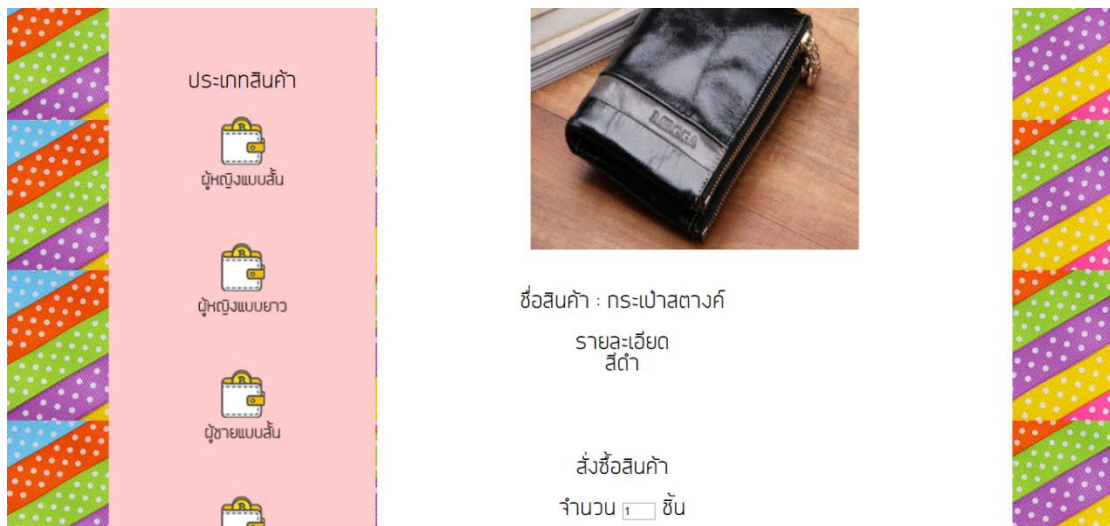 ประเภทสินค้า
ผู้หญิงแบบสั้น
ผู้หญิงแบบยาว
ผู้ชายแบบสั้น
MEGGA
ชื่อสินค้า : กระเป๋าสตางค์
รายละเอียด
สีดำ
สั่งซื้อสินค้า
จำนวน 1 ชิ้น